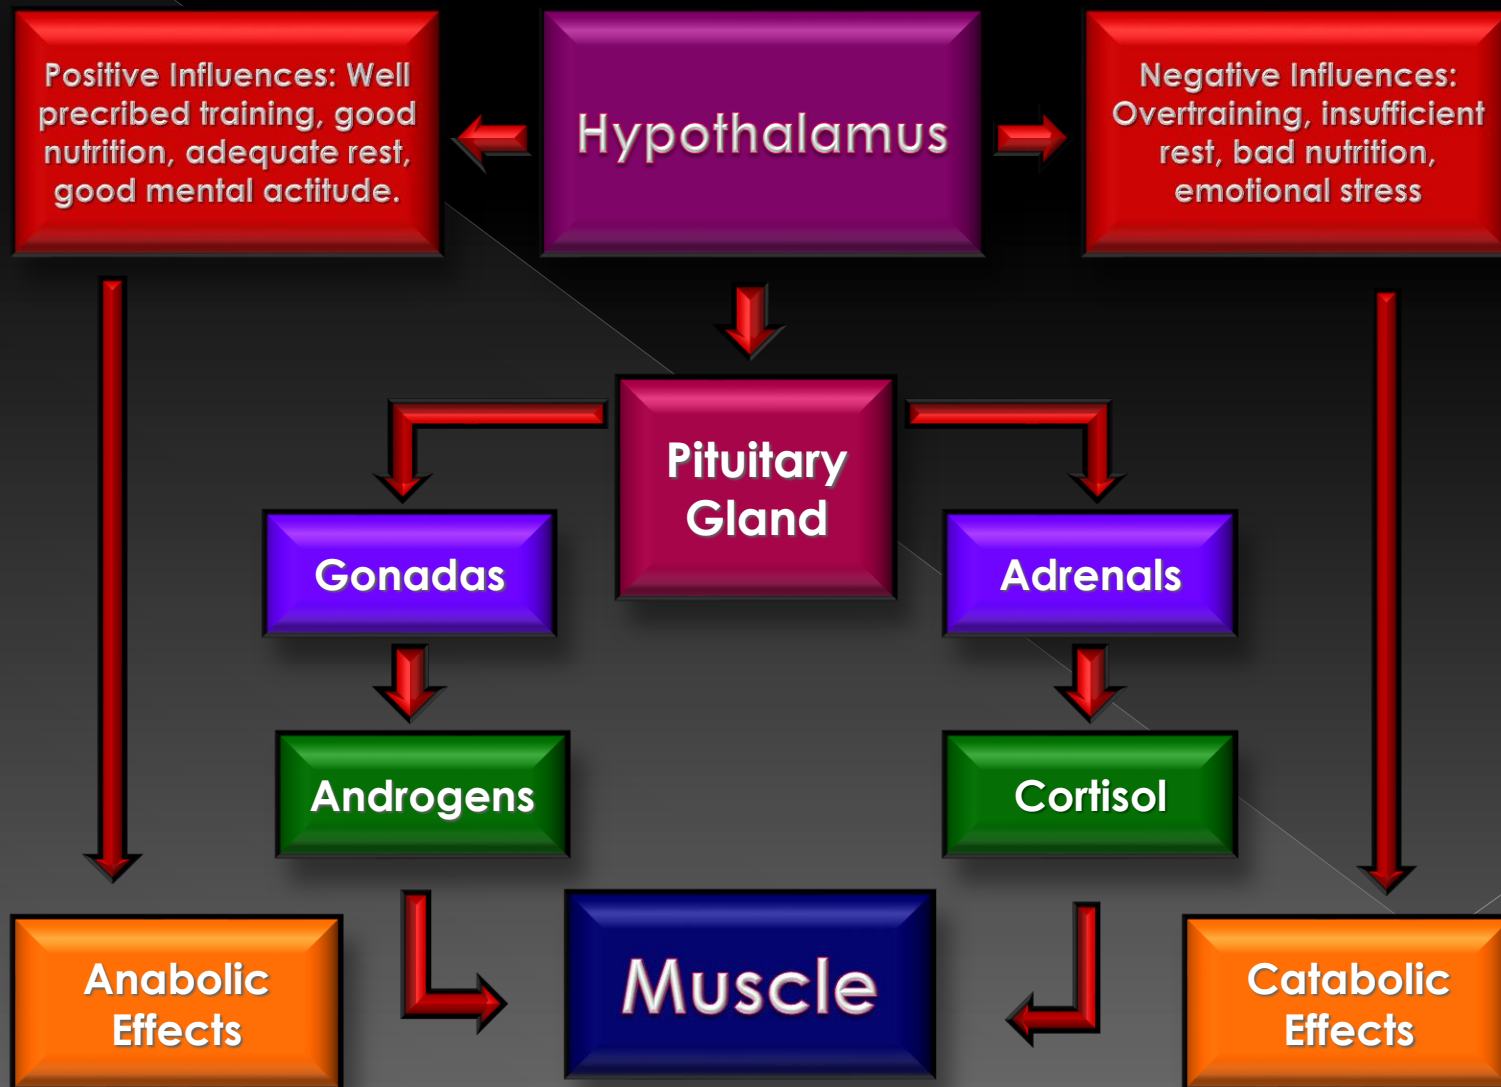 Positive Influences: Well
precribed training, good
nutrition, adequate rest,
good mental actitude.
Hypothalamus
Negative Influences:
Overtraining, insufficient
rest, bad nutrition,
emotional stress
Pituitary
Gland
Gonadas
Adrenals
Androgens
Cortisol
Anabolic
Effects
Muscle
Catabolic
Effects